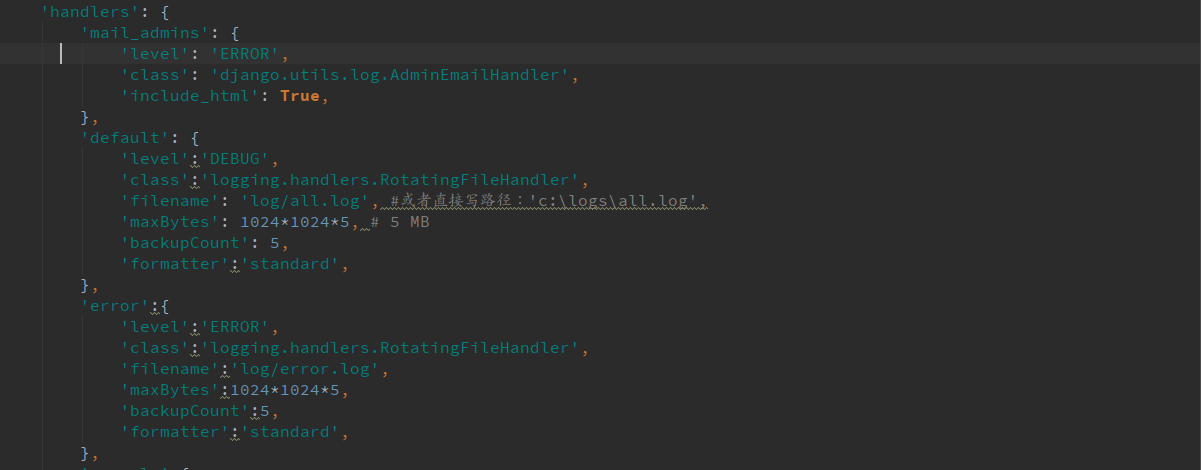 'handlers': {
'mail_admins': {
'level': 'ERROR',
'class': 'django.utils.log.AdminEmailHandler',
'include_html': True,
},
'default': {
'level':'DEBUG',
'class':'logging.handlers.RotatingFileHandler',
'filename': 'log/all.log', #或者直接写路径：'c:\logs\all.log',
'maxBytes': 1024*1024*5, # 5 MB
'backupCount': 5,
'formatter':'standard',
},
'error':{
'level':'ERROR',
'class':'logging.handlers.RotatingFileHandler',
'filename':'log/error.log',
'maxBytes':1024*1024*5,
'backupCount':5,
'formatter':'standard',
},